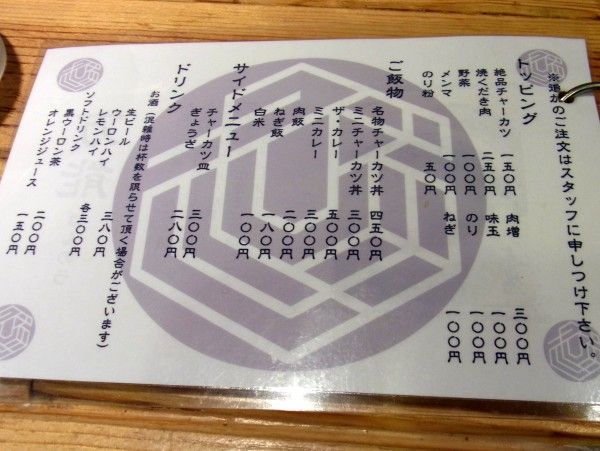 ※追加のご注文はスタッフに申しつけ下さい。
トッピング
絶品チャーカツ 一五〇円 肉増 三〇〇円
焼くだき肉 二五〇円 味玉 一〇〇円
野菜 一〇〇円 のり 一〇〇円
メンマ 一〇〇円 ねぎ 一〇〇円
のり粉 五〇円
ご飯物
名物チャーカツ丼 四五〇円
ミニチャーカツ丼 三〇〇円
ザ・カレー 五〇〇円
ミニカレー 三〇〇円
肉飯 二〇〇円
ねぎ飯 一八〇円
白米 一〇〇円
サイドメニュー
チャーカツ皿 三〇〇円
ぎょうざ 二八〇円
ドリンク
お酒（混雑時は杯数を限らせて頂く場合がございます）
生ビール 三八〇円
ウーロンハイ
レモンハイ 各三〇〇円
ソフトドリンク
黒ウーロン茶 二〇〇円
オレンジジュース 一五〇円